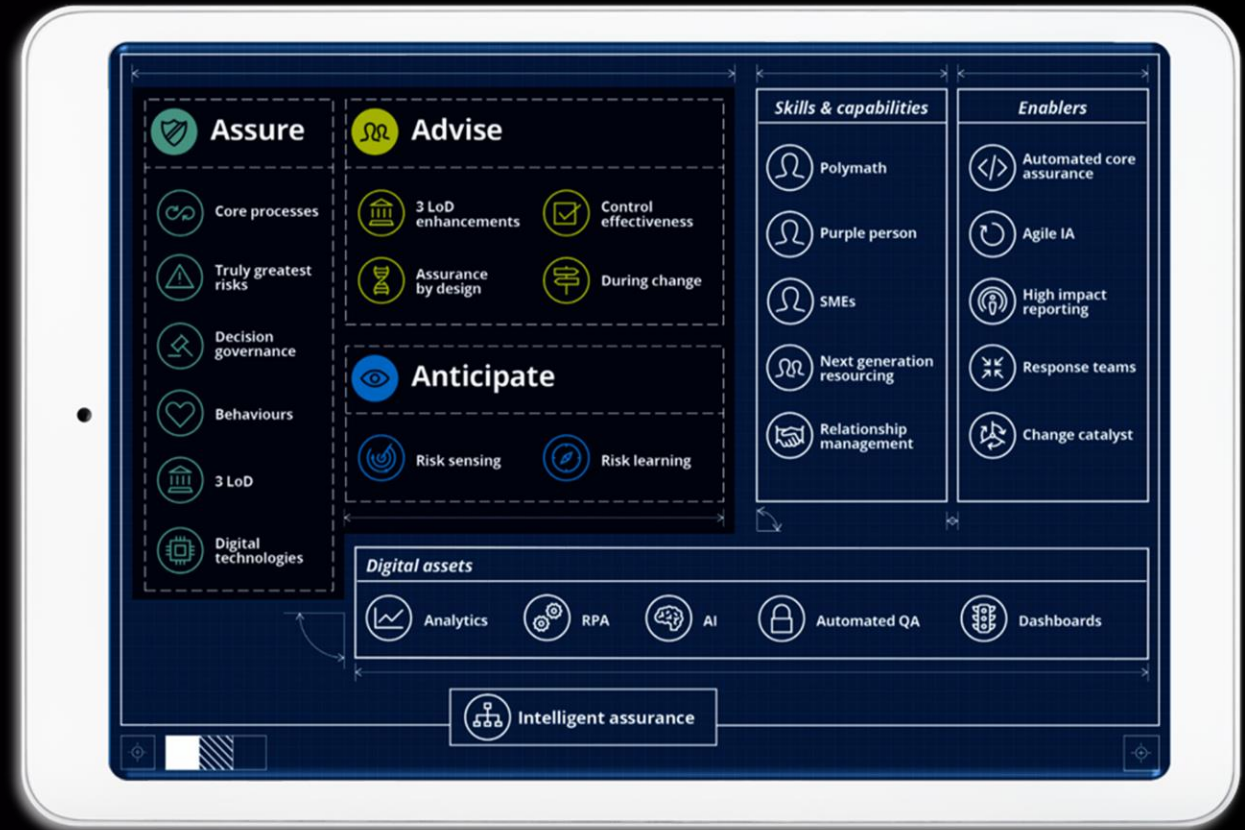 Assure
Core processes
Truly greatest
risks
Decision
governance
Behaviours
3 LoD
Digital
technologies
Advise
3 LoD
enhancements
Control
effectiveness
Assurance
by design
During change
Anticipate
Risk sensing
Risk learning
Skills & capabilities
Polymath
Purple person
SMEs
Next generation
resourcing
Relationship
management
Enablers
Automated core
assurance
Agile IA
High impact
reporting
Response teams
Change catalyst
Digital assets
Analytics
RPA
AI
Automated QA
Dashboards
Intelligent assurance